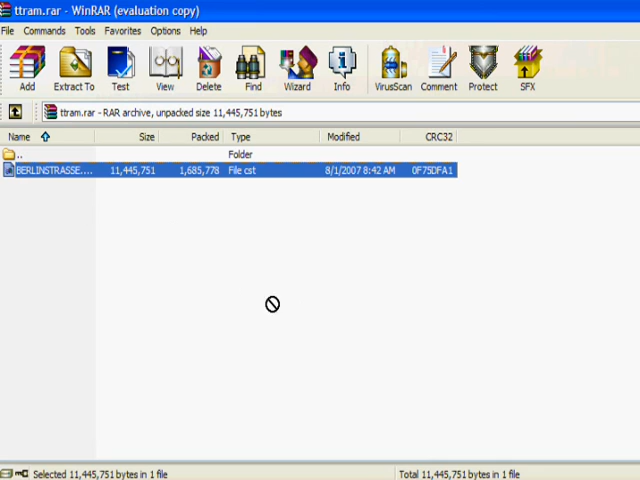 ttram.rar - WinRAR (evaluation copy)
File Commands Tools Favorites Options Help
Add Extract To Test View Delete Find Wizard Info VirusScan Comment Protect SFX
ttram.rar - RAR archive, unpacked size 11,445,751 bytes
Name Size Packed Type Modified CRC32
.. Folder
BERLINSTRASSE.... 11,445,751 1,685,778 File cst 8/1/2007 8:42 AM 0F75DFA1
Selected 11,445,751 bytes in 1 file Total 11,445,751 bytes in 1 file